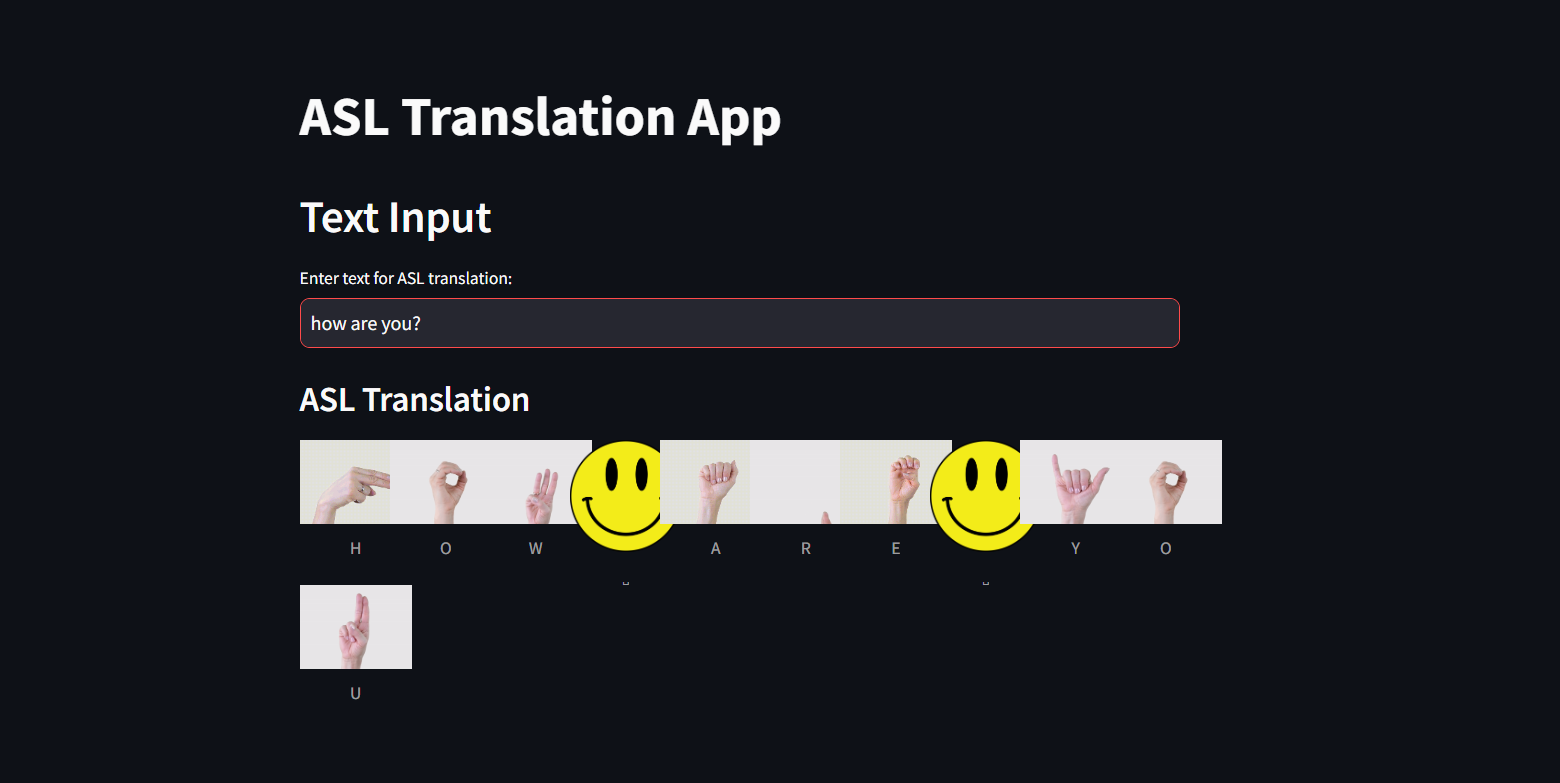 ASL Translation App
Text Input
Enter text for ASL translation:
how are you?
ASL Translation
H O W ␣ A R E ␣ Y O
U